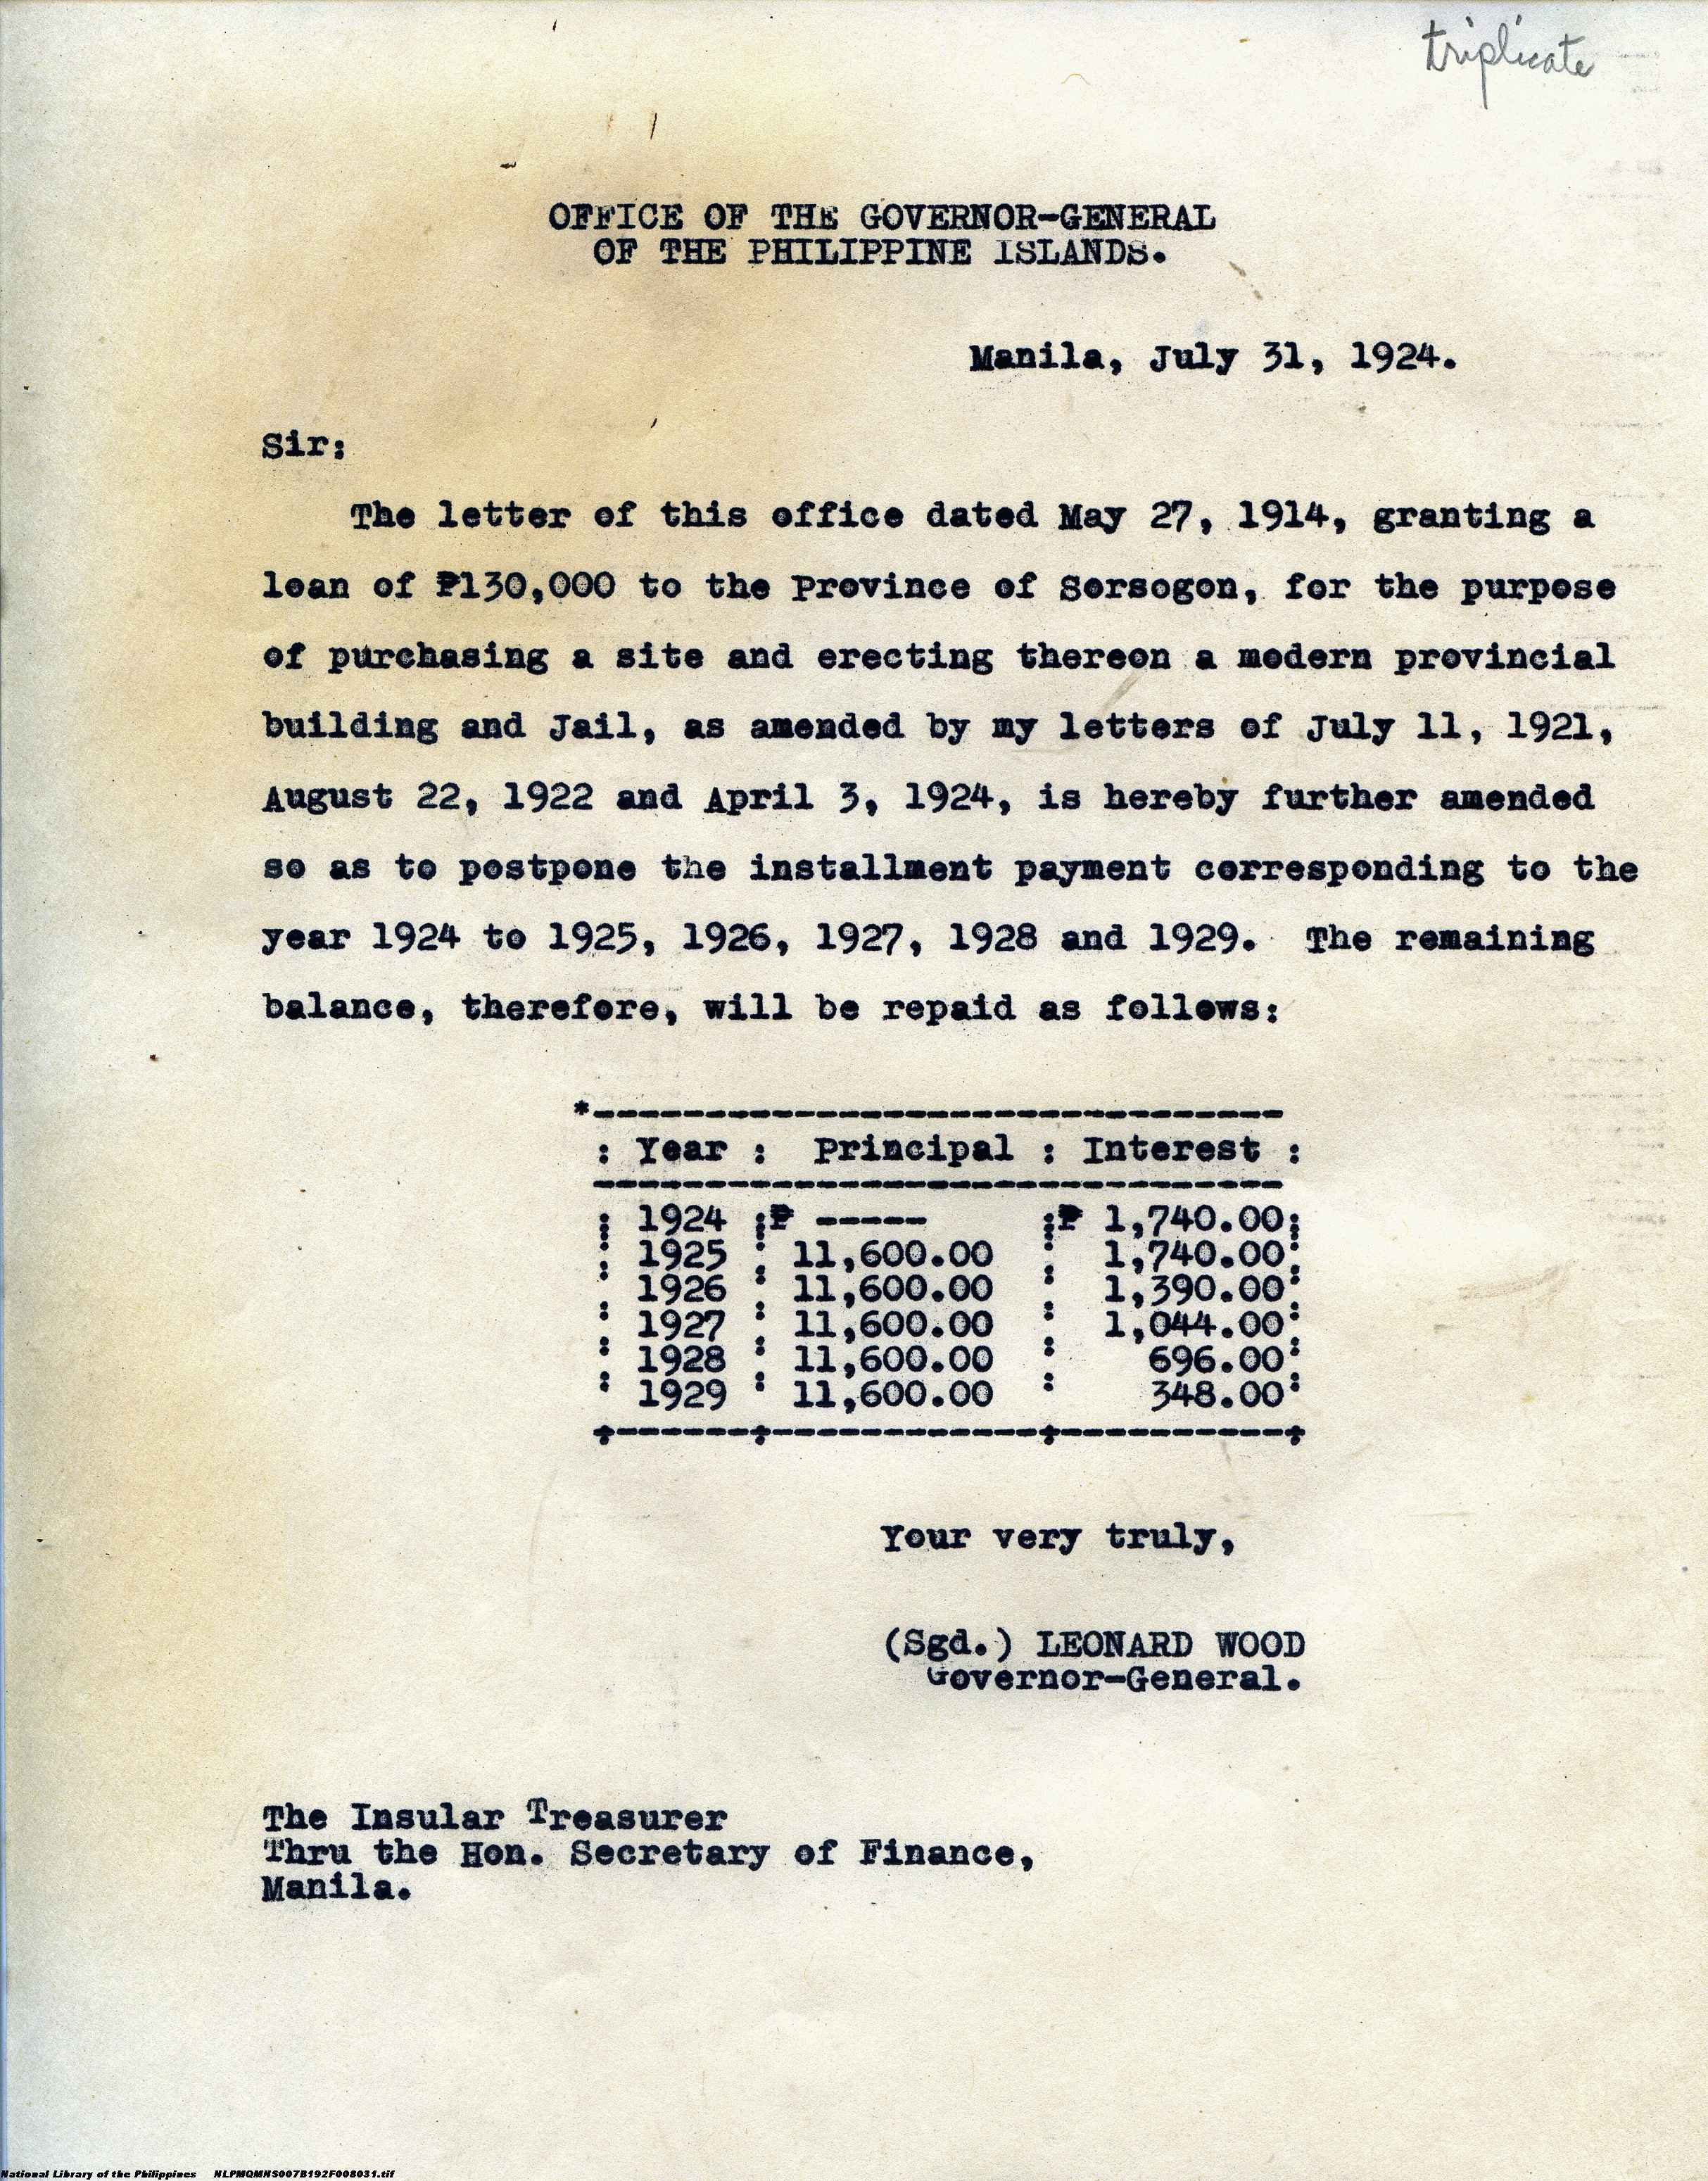 triplicate
OFFICE OF THE GOVERNOR-GENERAL
OF THE PHILIPPINE ISLANDS.
Manila, July 31, 1924.
Sir:
The letter of this office dated May 27, 1914, granting a
loan of ₱130,000 to the Province of Sorsogon, for the purpose
of purchasing a site and erecting thereon a modern provincial
building and Jail, as amended by my letters of July 11, 1921,
August 22, 1922 and April 3, 1924, is hereby further amended
so as to postpone the installment payment corresponding to the
year 1924 to 1925, 1926, 1927, 1928 and 1929. The remaining
balance, therefore, will be repaid as follows:
*-------------------------------
: Year : Principal : Interest :
-------------------------------
: 1924 :₱ ----- :₱ 1,740.00:
: 1925 : 11,600.00 : 1,740.00:
: 1926 : 11,600.00 : 1,390.00:
: 1927 : 11,600.00 : 1,044.00:
: 1928 : 11,600.00 : 696.00:
: 1929 : 11,600.00 : 348.00:
Your very truly,
(Sgd.) LEONARD WOOD
Governor-General.
The Insular Treasurer
Thru the Hon. Secretary of Finance,
Manila.
National Library of the Philippines NLPMQMNS007B192F008031.tif